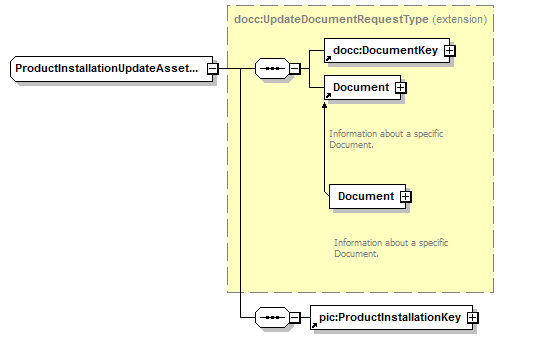 docc:UpdateDocumentRequestType (extension)
docc:DocumentKey
ProductInstallationUpdateAsset...
Document
Information about a specific
Document.
Document
Information about a specific
Document.
pic:ProductInstallationKey